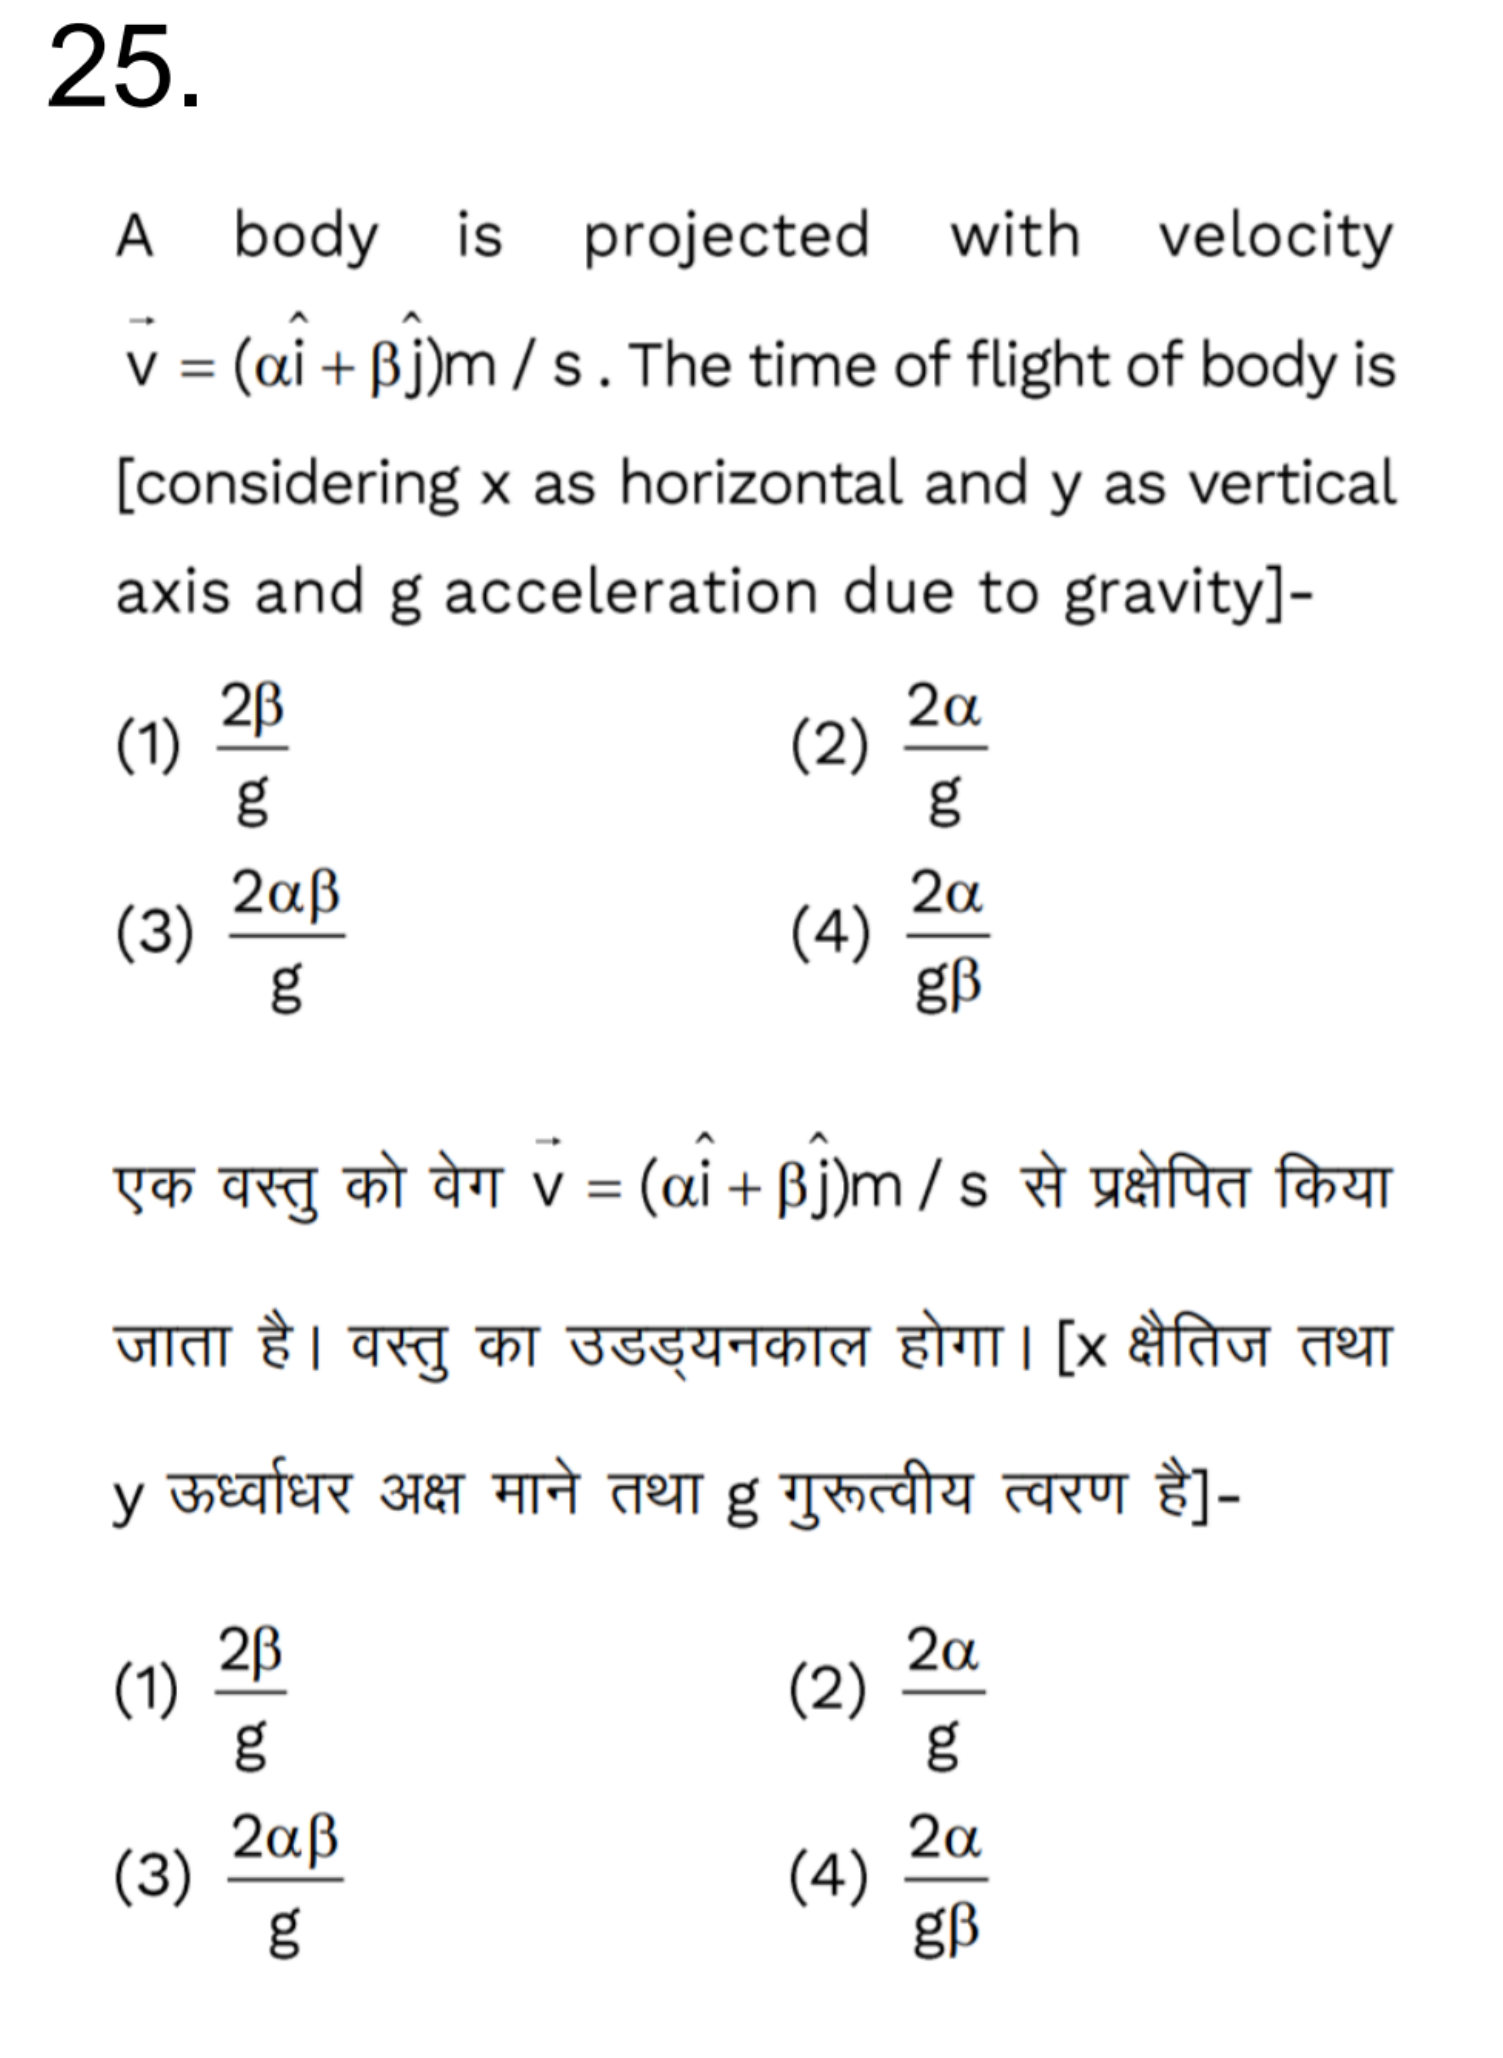 25.
A body is projected with velocity
$\vec{v} = (\alpha\hat{i} + \beta\hat{j})$m / s . The time of flight of body is
[considering x as horizontal and y as vertical
axis and g acceleration due to gravity]-
(1) $\frac{2\beta}{g}$ (2) $\frac{2\alpha}{g}$
(3) $\frac{2\alpha\beta}{g}$ (4) $\frac{2\alpha}{g\beta}$
एक वस्तु को वेग $\vec{v} = (\alpha\hat{i} + \beta\hat{j})$m / s से प्रक्षेपित किया
जाता है। वस्तु का उडड्यनकाल होगा। [x क्षैतिज तथा
y ऊर्ध्वाधर अक्ष माने तथा g गुरूत्वीय त्वरण है]-
(1) $\frac{2\beta}{g}$ (2) $\frac{2\alpha}{g}$
(3) $\frac{2\alpha\beta}{g}$ (4) $\frac{2\alpha}{g\beta}$